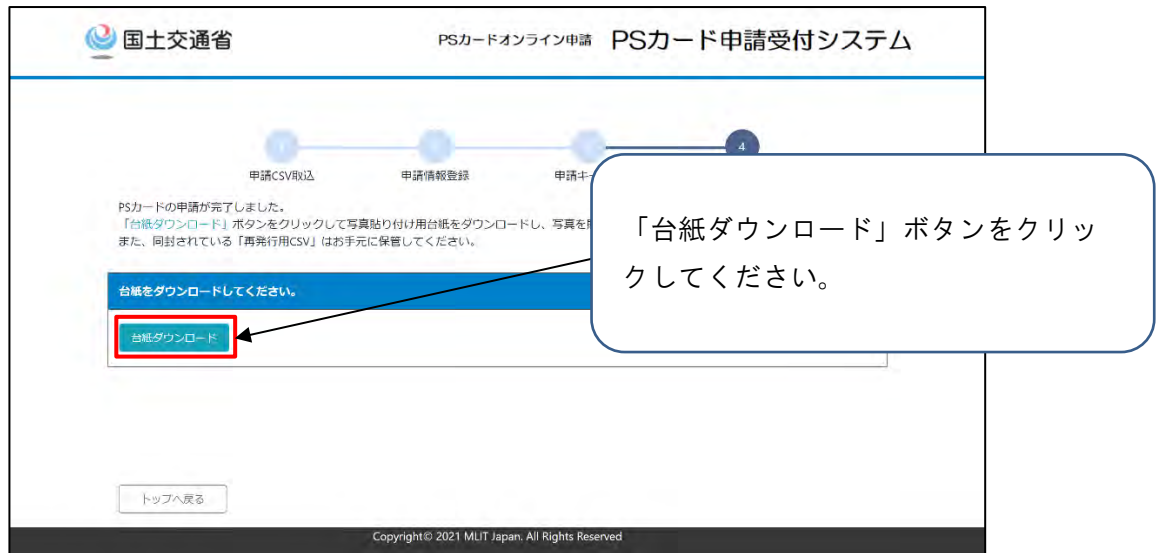 国土交通省
PSカードオンライン申請 PSカード申請受付システム
4
申請CSV取込 申請情報登録 申請キー
PSカードの申請が完了しました。
「台紙ダウンロード」ボタンをクリックして写真貼り付け用台紙をダウンロードし、写真を
また、同封されている「再発行用CSV」はお手元に保管してください。
「台紙ダウンロード」ボタンをクリッ
クしてください。
台紙をダウンロードしてください。
台紙ダウンロード
トップへ戻る
Copyright© 2021 MLIT Japan. All Rights Reserved